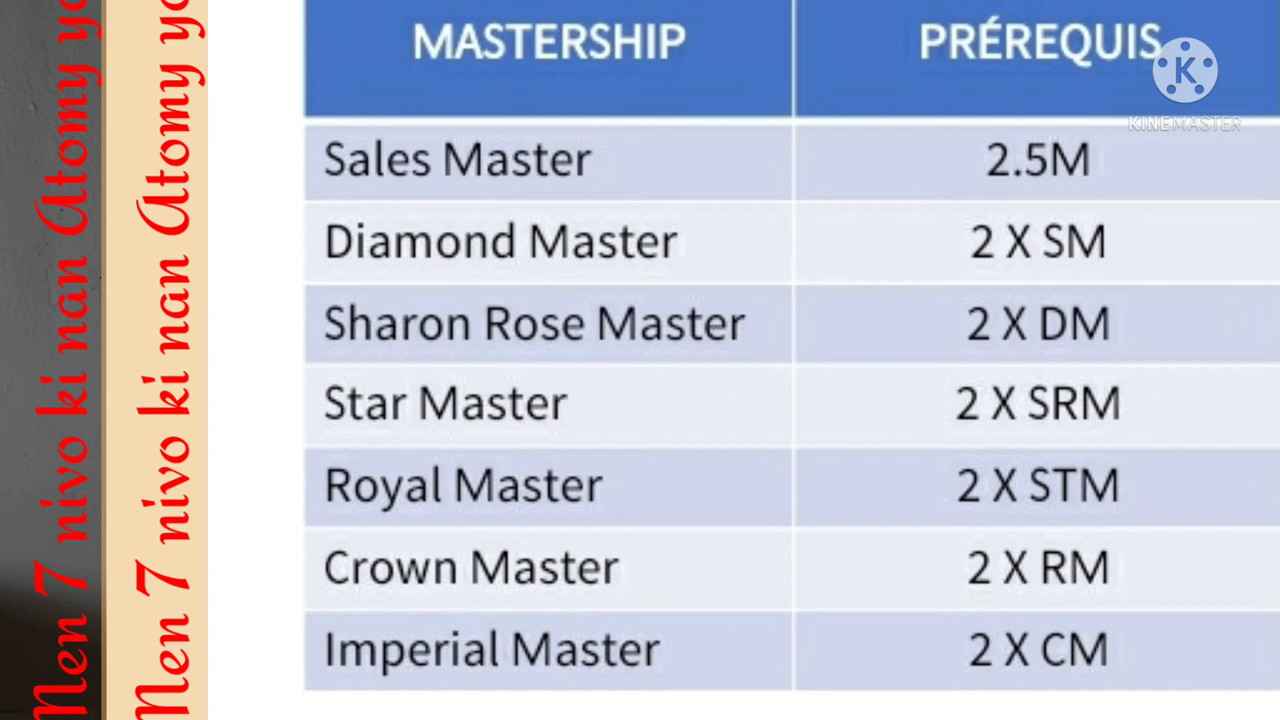 Men 7 nivo ki nan Atomy yo
Men 7 nivo ki nan Atomy yo
MASTERSHIP PRÉREQUIS
K
KINEMASTER
Sales Master 2.5M
Diamond Master 2 X SM
Sharon Rose Master 2 X DM
Star Master 2 X SRM
Royal Master 2 X STM
Crown Master 2 X RM
Imperial Master 2 X CM